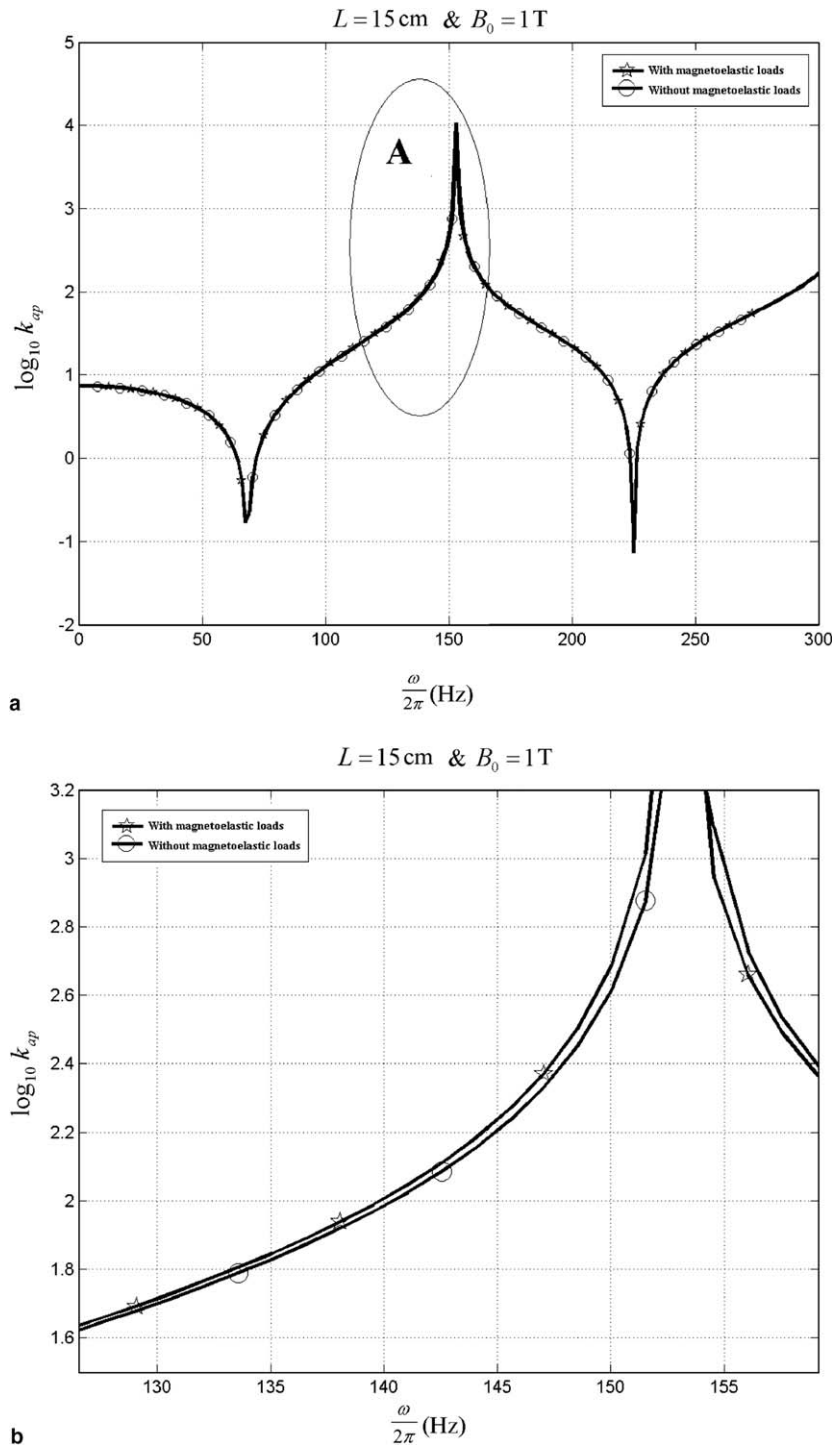 L = 15 cm & B₀ = 1 T
5
4
3
2
1
0
-1
-2
log₁₀ k_ap
A
With magnetoelastic loads
Without magnetoelastic loads
0 50 100 150 200 250 300
ω/2π (Hz)
a
L = 15 cm & B₀ = 1 T
3.2
3
2.8
2.6
2.4
2.2
2
1.8
1.6
log₁₀ k_ap
With magnetoelastic loads
Without magnetoelastic loads
130 135 140 145 150 155
ω/2π (Hz)
b